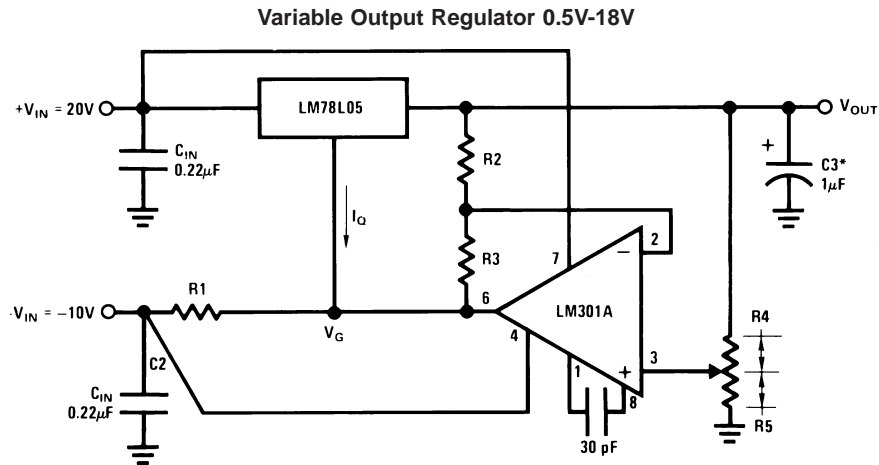 Variable Output Regulator 0.5V-18V
+VIN = 20V
LM78L05
VOUT
CIN
0.22μF
R2
+
C3*
1μF
IQ
R3
7
2
−
-VIN = −10V
R1
6
LM301A
VG
4
R4
C2
1
+
3
8
CIN
0.22μF
R5
30 pF